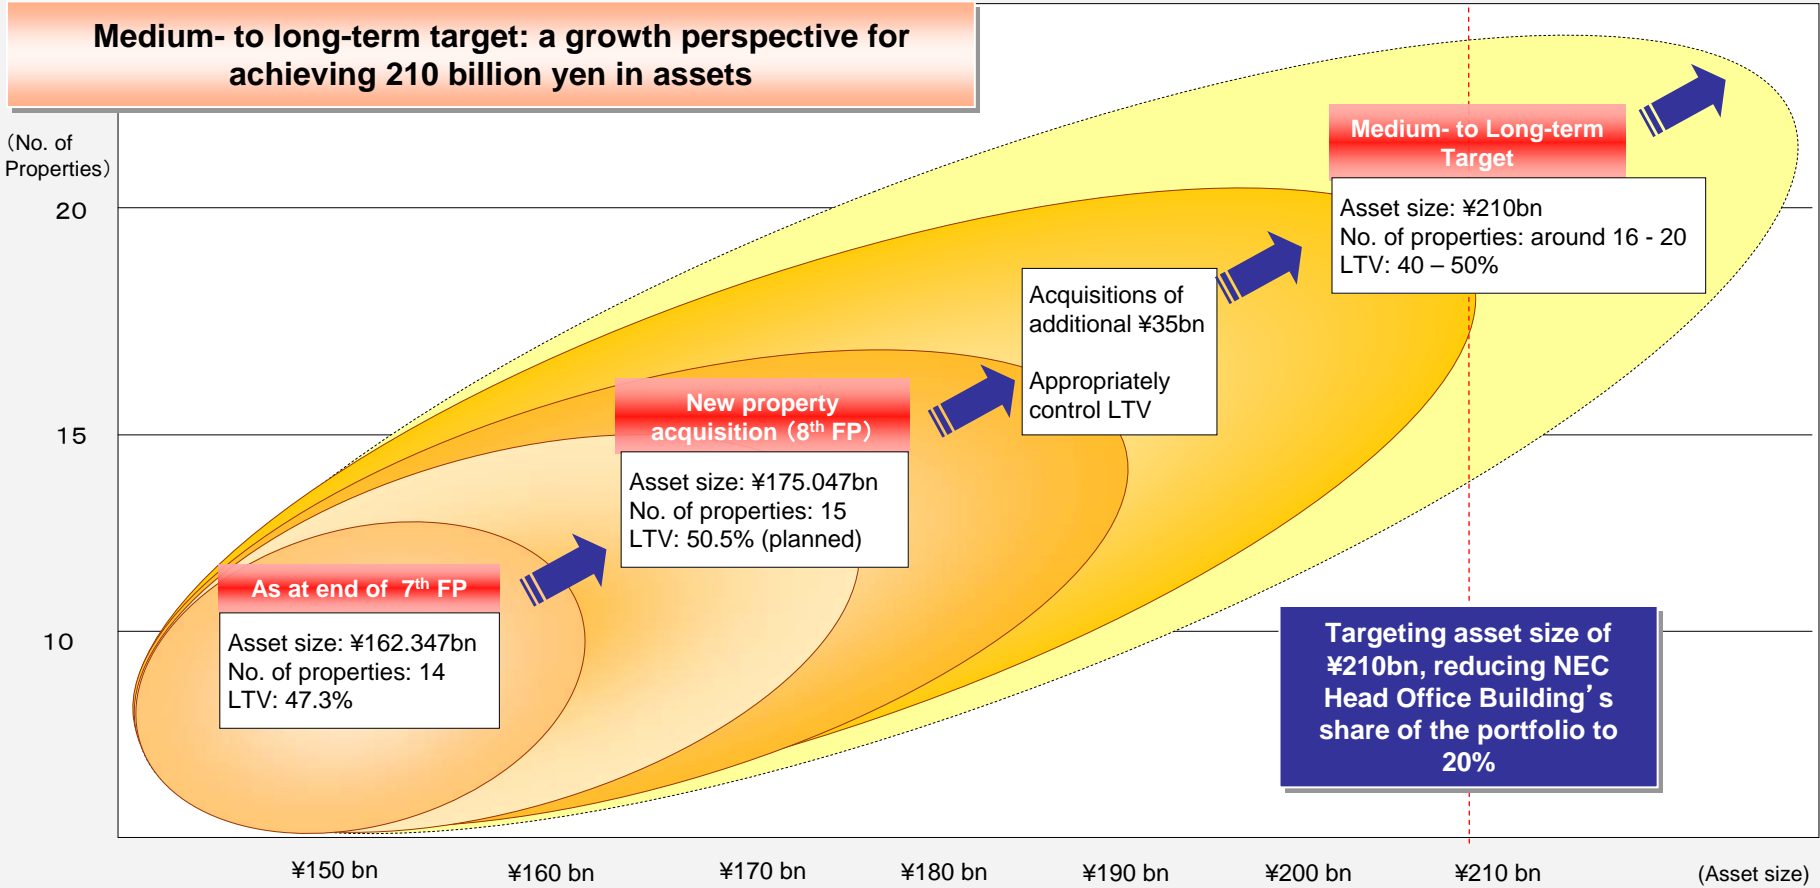 Medium- to long-term target: a growth perspective for
achieving 210 billion yen in assets
（No. of
Properties）
20
15
10
Medium- to Long-term
Target
Asset size: ¥210bn
No. of properties: around 16 - 20
LTV: 40 – 50%
Acquisitions of
additional ¥35bn
Appropriately
control LTV
New property
acquisition（8th FP）
Asset size: ¥175.047bn
No. of properties: 15
LTV: 50.5% (planned)
As at end of 7th FP
Asset size: ¥162.347bn
No. of properties: 14
LTV: 47.3%
Targeting asset size of
¥210bn, reducing NEC
Head Office Building’s
share of the portfolio to
20%
¥150 bn
¥160 bn
¥170 bn
¥180 bn
¥190 bn
¥200 bn
¥210 bn
(Asset size)